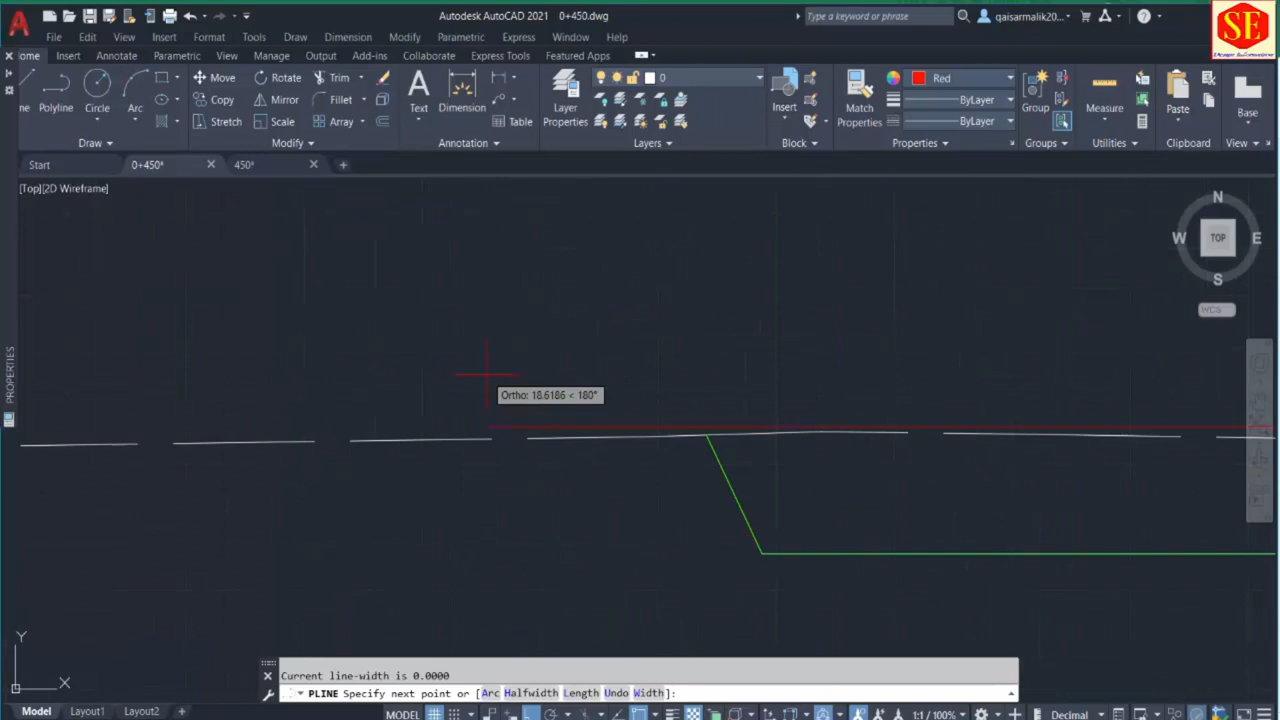 Autodesk AutoCAD 2021 0+450.dwg
Type a keyword or phrase
qaisarmalik20...
SE
File Edit View Insert Format Tools Draw Dimension Modify Parametric Express Window Help
ome Insert Annotate Parametric View Manage Output Add-ins Collaborate Express Tools Featured Apps
ne Polyline Circle Arc
Move Rotate Trim
Copy Mirror Fillet
Stretch Scale Array
Text Dimension Table
Layer Properties
0
Insert
Match Properties
Red
ByLayer
ByLayer
Group
Measure
Paste
Base
Draw Modify Annotation Layers Block Properties Groups Utilities Clipboard View
Start 0+450* 450*
[Top][2D Wireframe]
N
W TOP E
S
WCS
PROPERTIES
Ortho: 18.6186 < 180°
Y
X
Current line-width is 0.0000
PLINE Specify next point or [Arc Halfwidth Length Undo Width]:
Model Layout1 Layout2
MODEL 1:1 / 100% Decimal